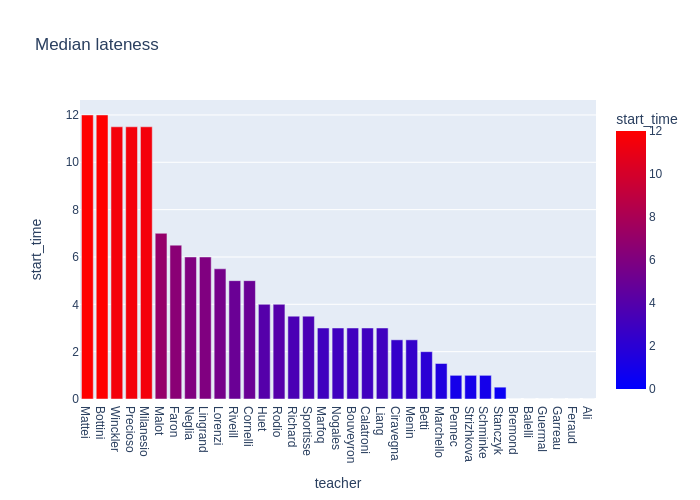 Median lateness
start_time
12
10
8
6
4
2
0
start_time
12
10
8
6
4
2
0
Mattei
Bottini
Winckler
Precioso
Milanesio
Malot
Faron
Neglia
Lingrand
Lorenzi
Riveill
Cornelli
Huet
Rodio
Richard
Sportisse
Marfoq
Nogales
Bouveyron
Calatroni
Liang
Ciravegna
Menin
Betti
Marchello
Pennec
Strizhkova
Schminke
Stanczyk
Bremond
Balelli
Guermal
Garreau
Feraud
Ali
teacher